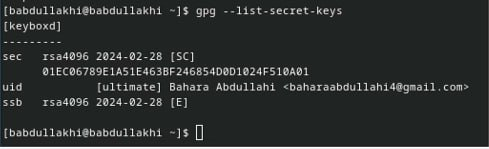 [babdullakhi@babdullakhi ~]$ gpg --list-secret-keys
[keyboxd]
---------
sec   rsa4096 2024-02-28 [SC]
      01EC06789E1A51E463BF246854D0D1024F510A01
uid           [ultimate] Bahara Abdullahi <baharaabdullahi4@gmail.com>
ssb   rsa4096 2024-02-28 [E]
[babdullakhi@babdullakhi ~]$